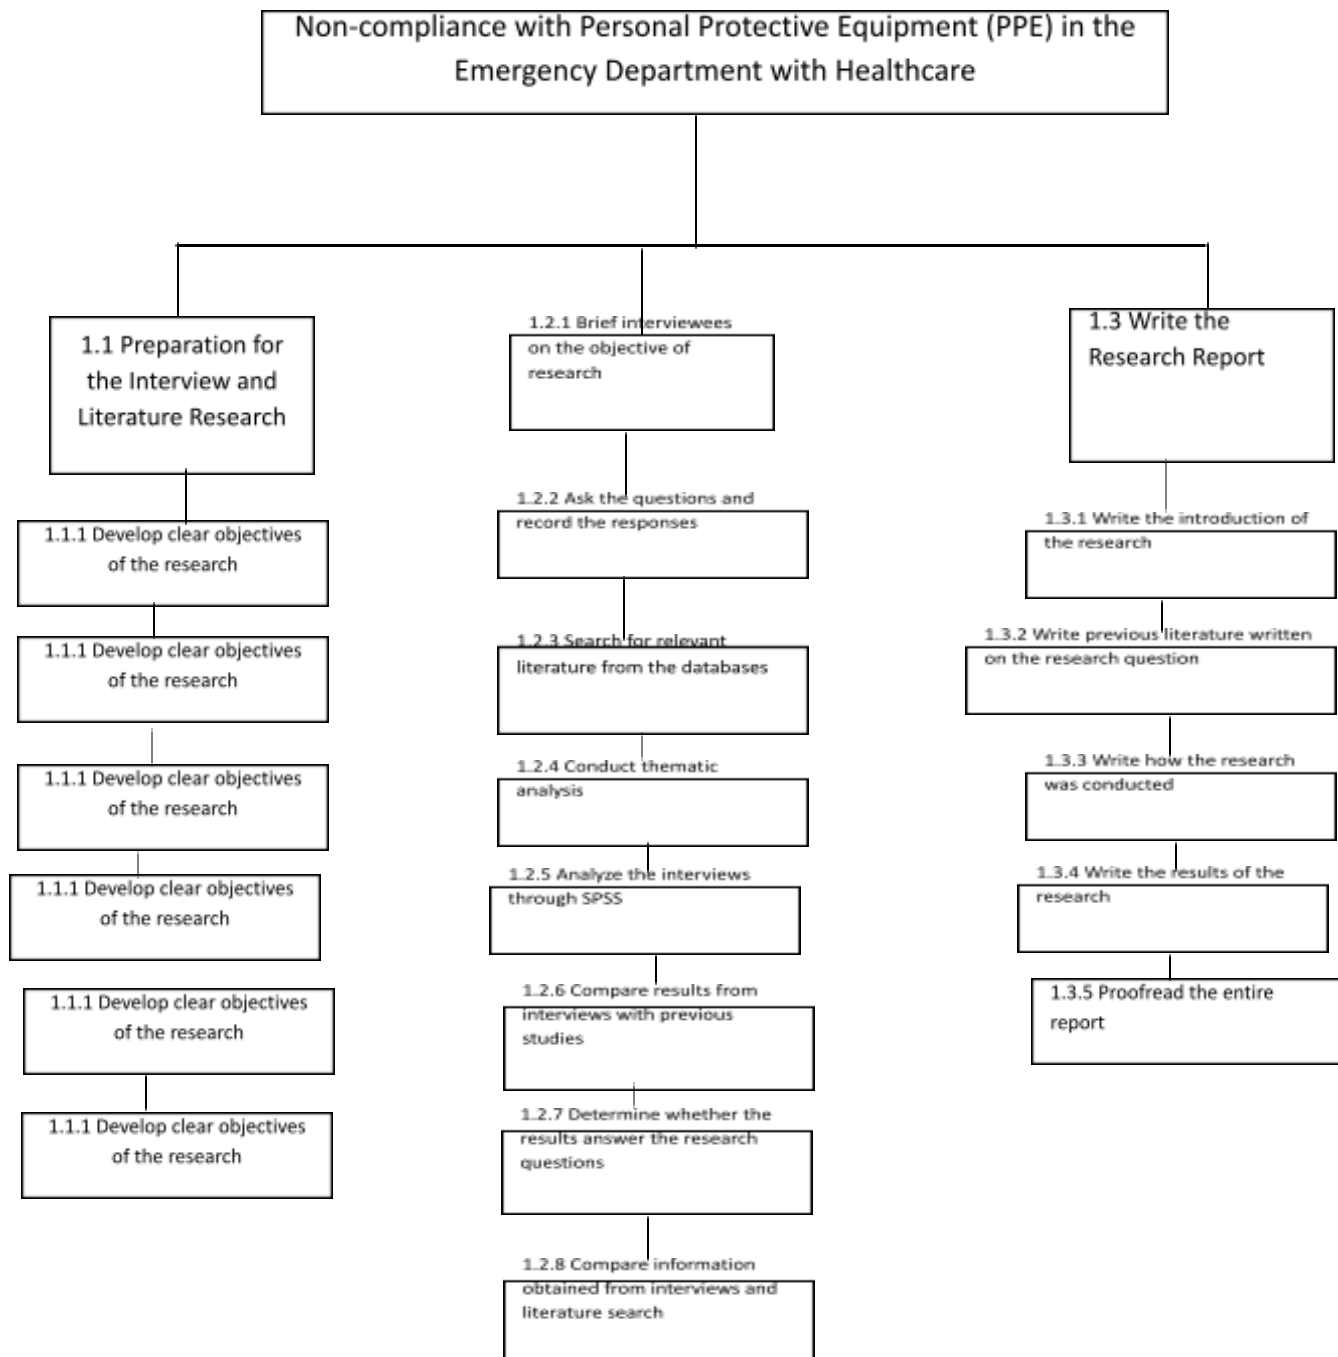 Non-compliance with Personal Protective Equipment (PPE) in the
Emergency Department with Healthcare
1.1 Preparation for
the Interview and
Literature Research
1.1.1 Develop clear objectives
of the research
1.1.1 Develop clear objectives
of the research
1.1.1 Develop clear objectives
of the research
1.1.1 Develop clear objectives
of the research
1.1.1 Develop clear objectives
of the research
1.1.1 Develop clear objectives
of the research
1.2.1 Brief interviewees
on the objective of
research
1.2.2 Ask the questions and
record the responses
1.2.3 Search for relevant
literature from the databases
1.2.4 Conduct thematic
analysis
1.2.5 Analyze the interviews
through SPSS
1.2.6 Compare results from
interviews with previous
studies
1.2.7 Determine whether the
results answer the research
questions
1.2.8 Compare information
obtained from interviews and
literature search
1.3 Write the
Research Report
1.3.1 Write the introduction of
the research
1.3.2 Write previous literature written
on the research question
1.3.3 Write how the research
was conducted
1.3.4 Write the results of the
research
1.3.5 Proofread the entire
report